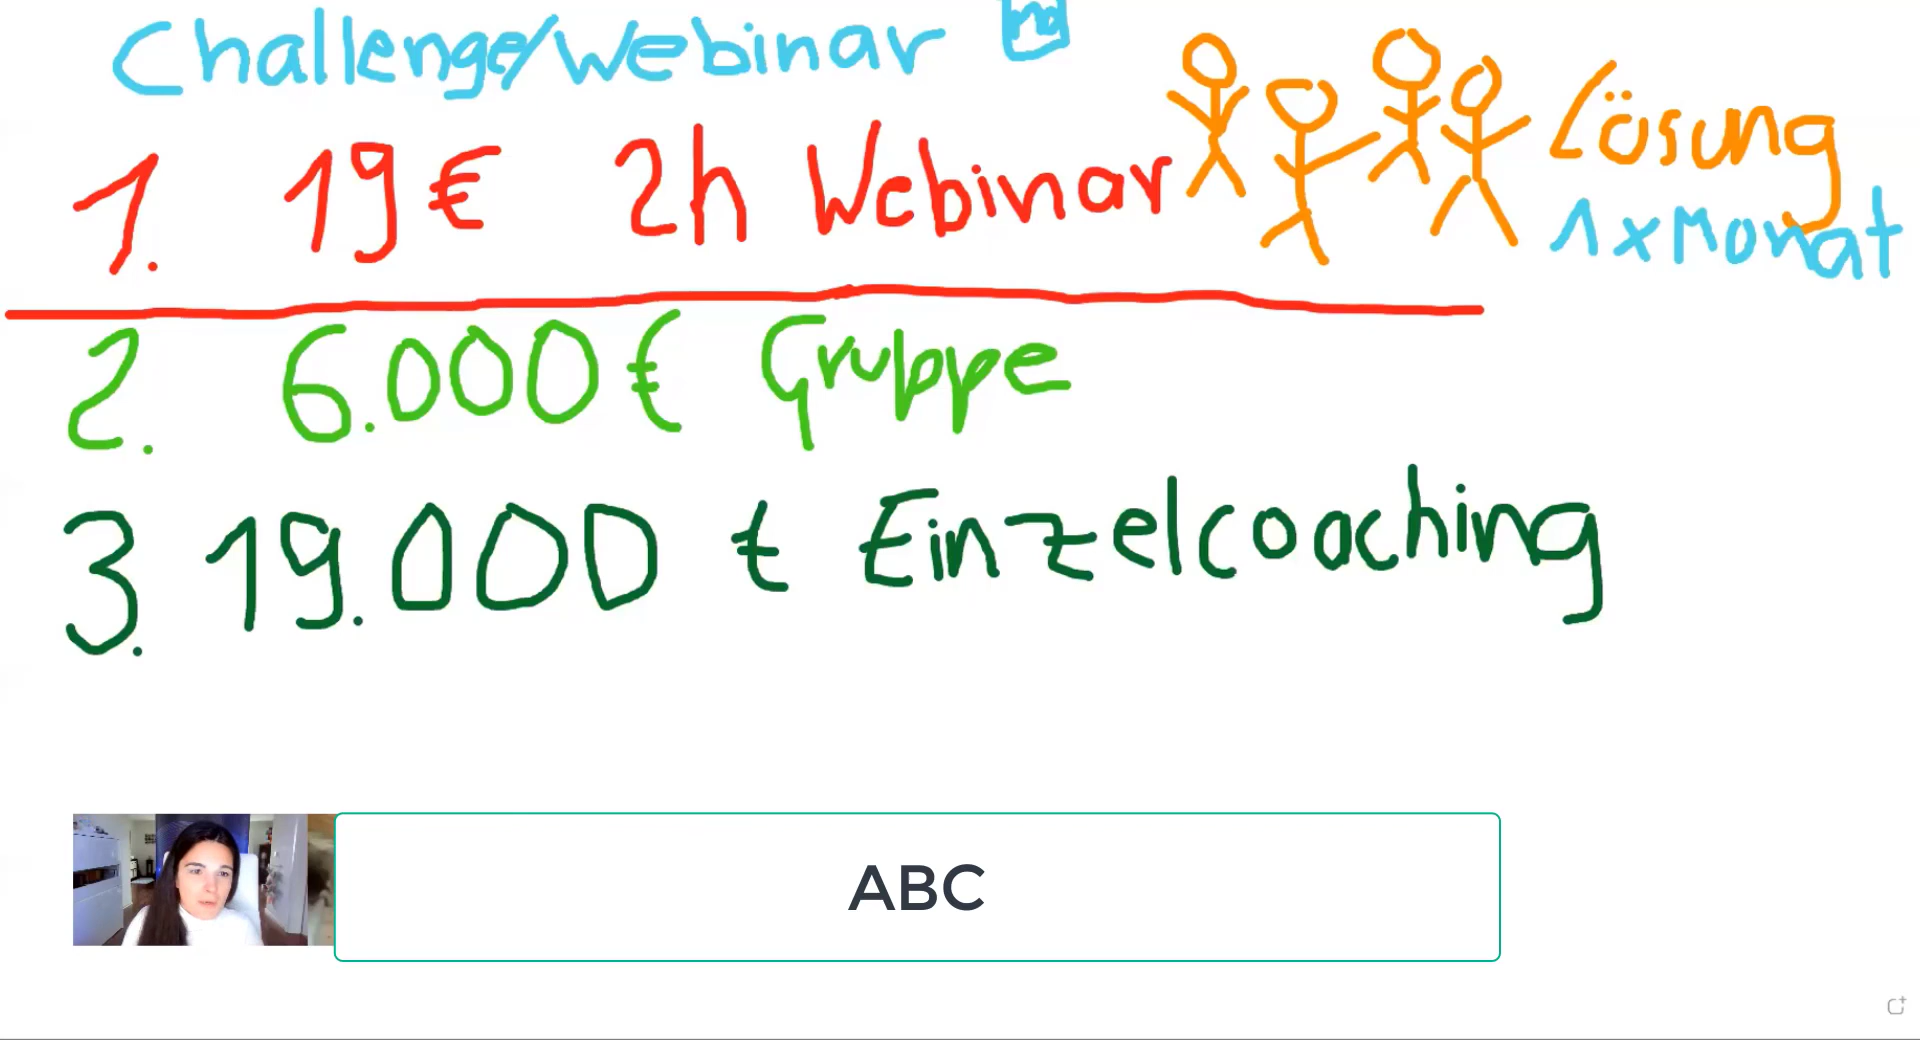 Challenge/Webinar
1. 19€ 2h Webinar
Lösung
1xMonat
2. 6.000€ Gruppe
3. 19.000 € Einzelcoaching
ABC